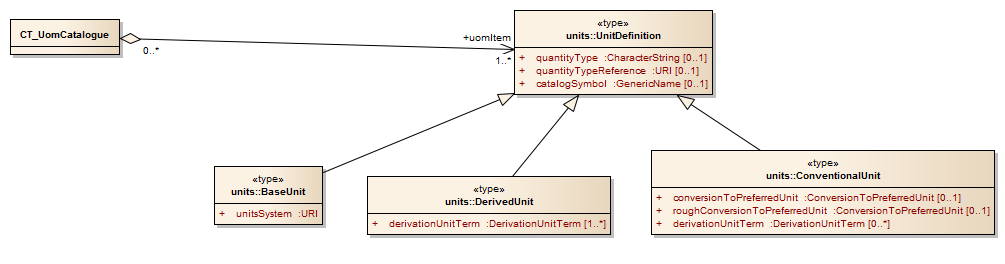 CT_UomCatalogue
0..*
+uomItem
1..*
«type»
units::UnitDefinition
+ quantityType :CharacterString [0..1]
+ quantityTypeReference :URI [0..1]
+ catalogSymbol :GenericName [0..1]
«type»
units::BaseUnit
+ unitsSystem :URI
«type»
units::DerivedUnit
+ derivationUnitTerm :DerivationUnitTerm [1..*]
«type»
units::ConventionalUnit
+ conversionToPreferredUnit :ConversionToPreferredUnit [0..1]
+ roughConversionToPreferredUnit :ConversionToPreferredUnit [0..1]
+ derivationUnitTerm :DerivationUnitTerm [0..*]